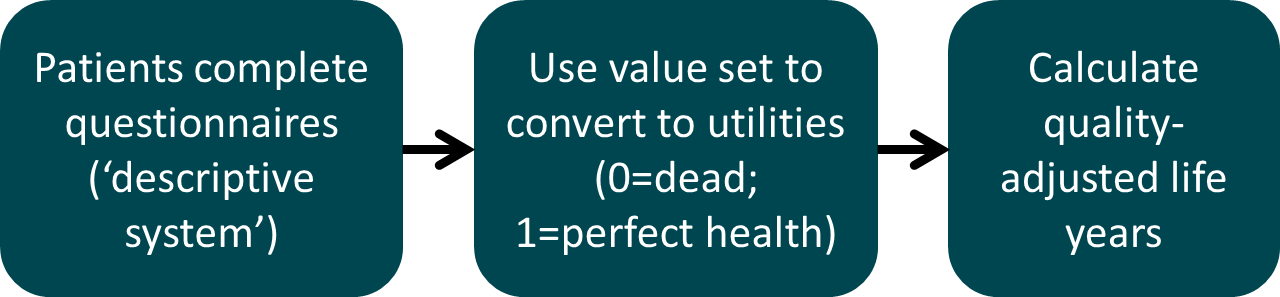 Patients complete
questionnaires
(‘descriptive
system’)
Use value set to
convert to utilities
(0=dead;
1=perfect health)
Calculate
quality-
adjusted life
years